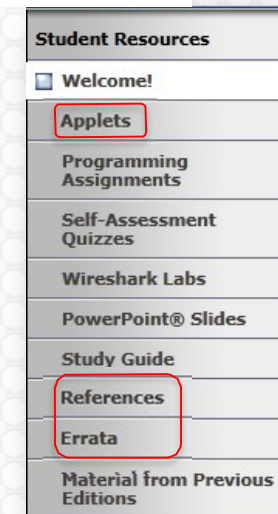 Student Resources
Welcome!
Applets
Programming
Assignments
Self-Assessment
Quizzes
Wireshark Labs
PowerPoint® Slides
Study Guide
References
Errata
Material from Previous
Editions